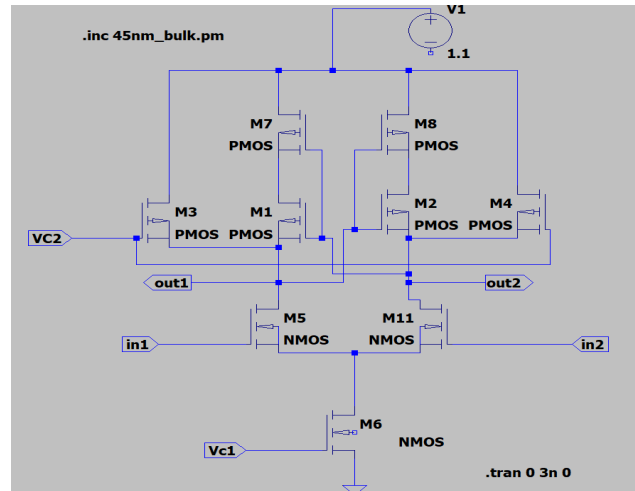 V1
.inc 45nm_bulk.pm
1.1
M7
PMOS
M8
PMOS
M3
PMOS
M1
PMOS
M2
PMOS
M4
PMOS
VC2
out1
out2
M5
NMOS
M11
NMOS
in1
in2
M6
NMOS
Vc1
.tran 0 3n 0